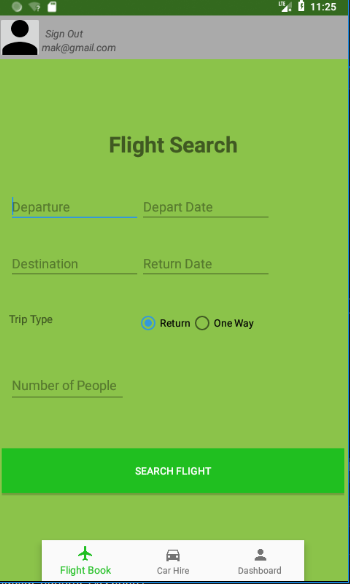 LTE 11:25
Sign Out
mak@gmail.com
Flight Search
Departure Depart Date
Destination Return Date
Trip Type Return One Way
Number of People
SEARCH FLIGHT
Flight Book Car Hire Dashboard